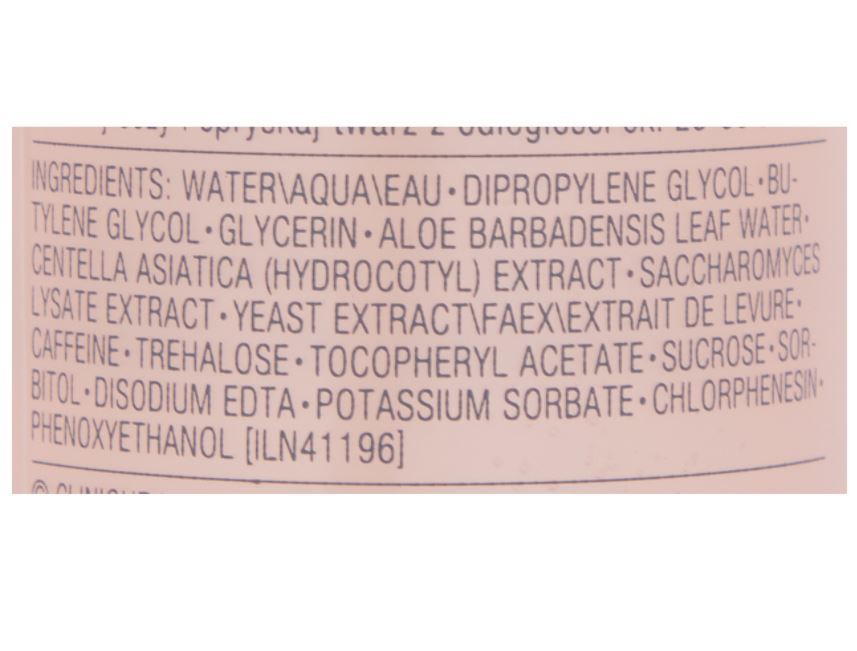 twarz z
INGREDIENTS: WATER\AQUA\EAU • DIPROPYLENE GLYCOL • BU-
TYLENE GLYCOL • GLYCERIN • ALOE BARBADENSIS LEAF WATER •
CENTELLA ASIATICA (HYDROCOTYL) EXTRACT • SACCHAROMYCES
LYSATE EXTRACT • YEAST EXTRACT\FAEX\EXTRAIT DE LEVURE •
CAFFEINE • TREHALOSE • TOCOPHERYL ACETATE • SUCROSE • SOR-
BITOL • DISODIUM EDTA • POTASSIUM SORBATE • CHLORPHENESIN •
PHENOXYETHANOL [ILN41196]